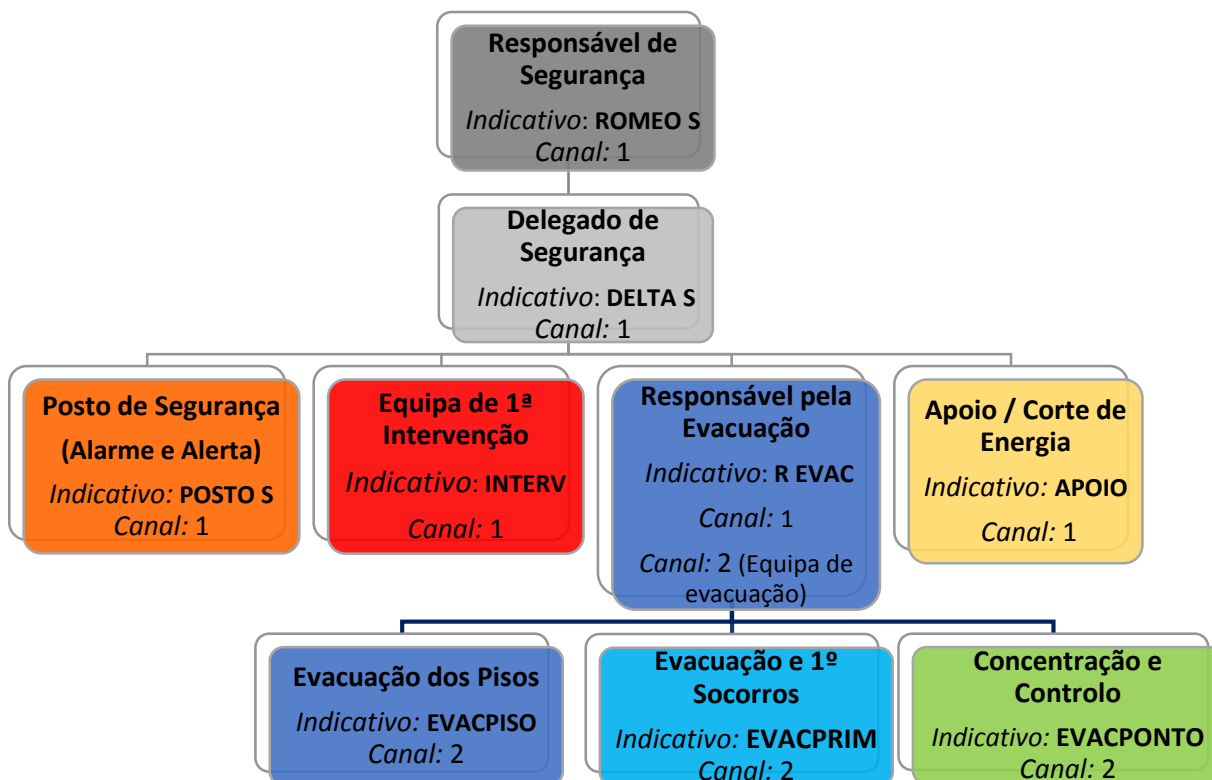 Responsável de
Segurança
Indicativo: ROMEO S
Canal: 1
Delegado de
Segurança
Indicativo: DELTA S
Canal: 1
Posto de Segurança
(Alarme e Alerta)
Indicativo: POSTO S
Canal: 1
Equipa de 1ª
Intervenção
Indicativo: INTERV
Canal: 1
Responsável pela
Evacuação
Indicativo: R EVAC
Canal: 1
Canal: 2 (Equipa de
evacuação)
Apoio / Corte de
Energia
Indicativo: APOIO
Canal: 1
Evacuação dos Pisos
Indicativo: EVACPISO
Canal: 2
Evacuação e 1º
Socorros
Indicativo: EVACPRIM
Canal: 2
Concentração e
Controlo
Indicativo: EVACPONTO
Canal: 2